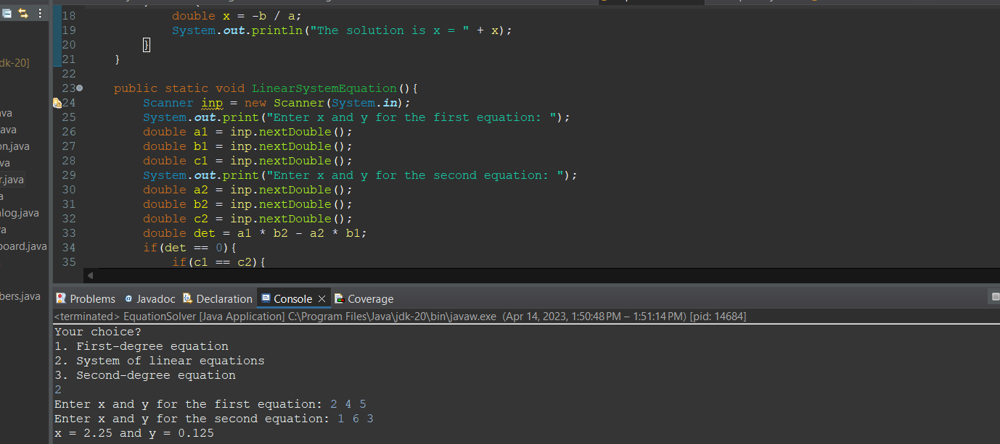 18 double x = -b / a;
19 System.out.println("The solution is x = " + x);
20 }
21 }
22
23 public static void LinearSystemEquation(){
24 Scanner inp = new Scanner(System.in);
25 System.out.print("Enter x and y for the first equation: ");
26 double a1 = inp.nextDouble();
27 double b1 = inp.nextDouble();
28 double c1 = inp.nextDouble();
29 System.out.print("Enter x and y for the second equation: ");
30 double a2 = inp.nextDouble();
31 double b2 = inp.nextDouble();
32 double c2 = inp.nextDouble();
33 double det = a1 * b2 - a2 * b1;
34 if(det == 0){
35 if(c1 == c2){
dk-20]
va
ava
on.java
va
r.java
a
log.java
va
board.java
bers.java
Problems Javadoc Declaration Console Coverage
<terminated> EquationSolver [Java Application] C:\Program Files\Java\jdk-20\bin\javaw.exe (Apr 14, 2023, 1:50:48 PM – 1:51:14 PM) [pid: 14684]
Your choice?
1. First-degree equation
2. System of linear equations
3. Second-degree equation
2
Enter x and y for the first equation: 2 4 5
Enter x and y for the second equation: 1 6 3
x = 2.25 and y = 0.125